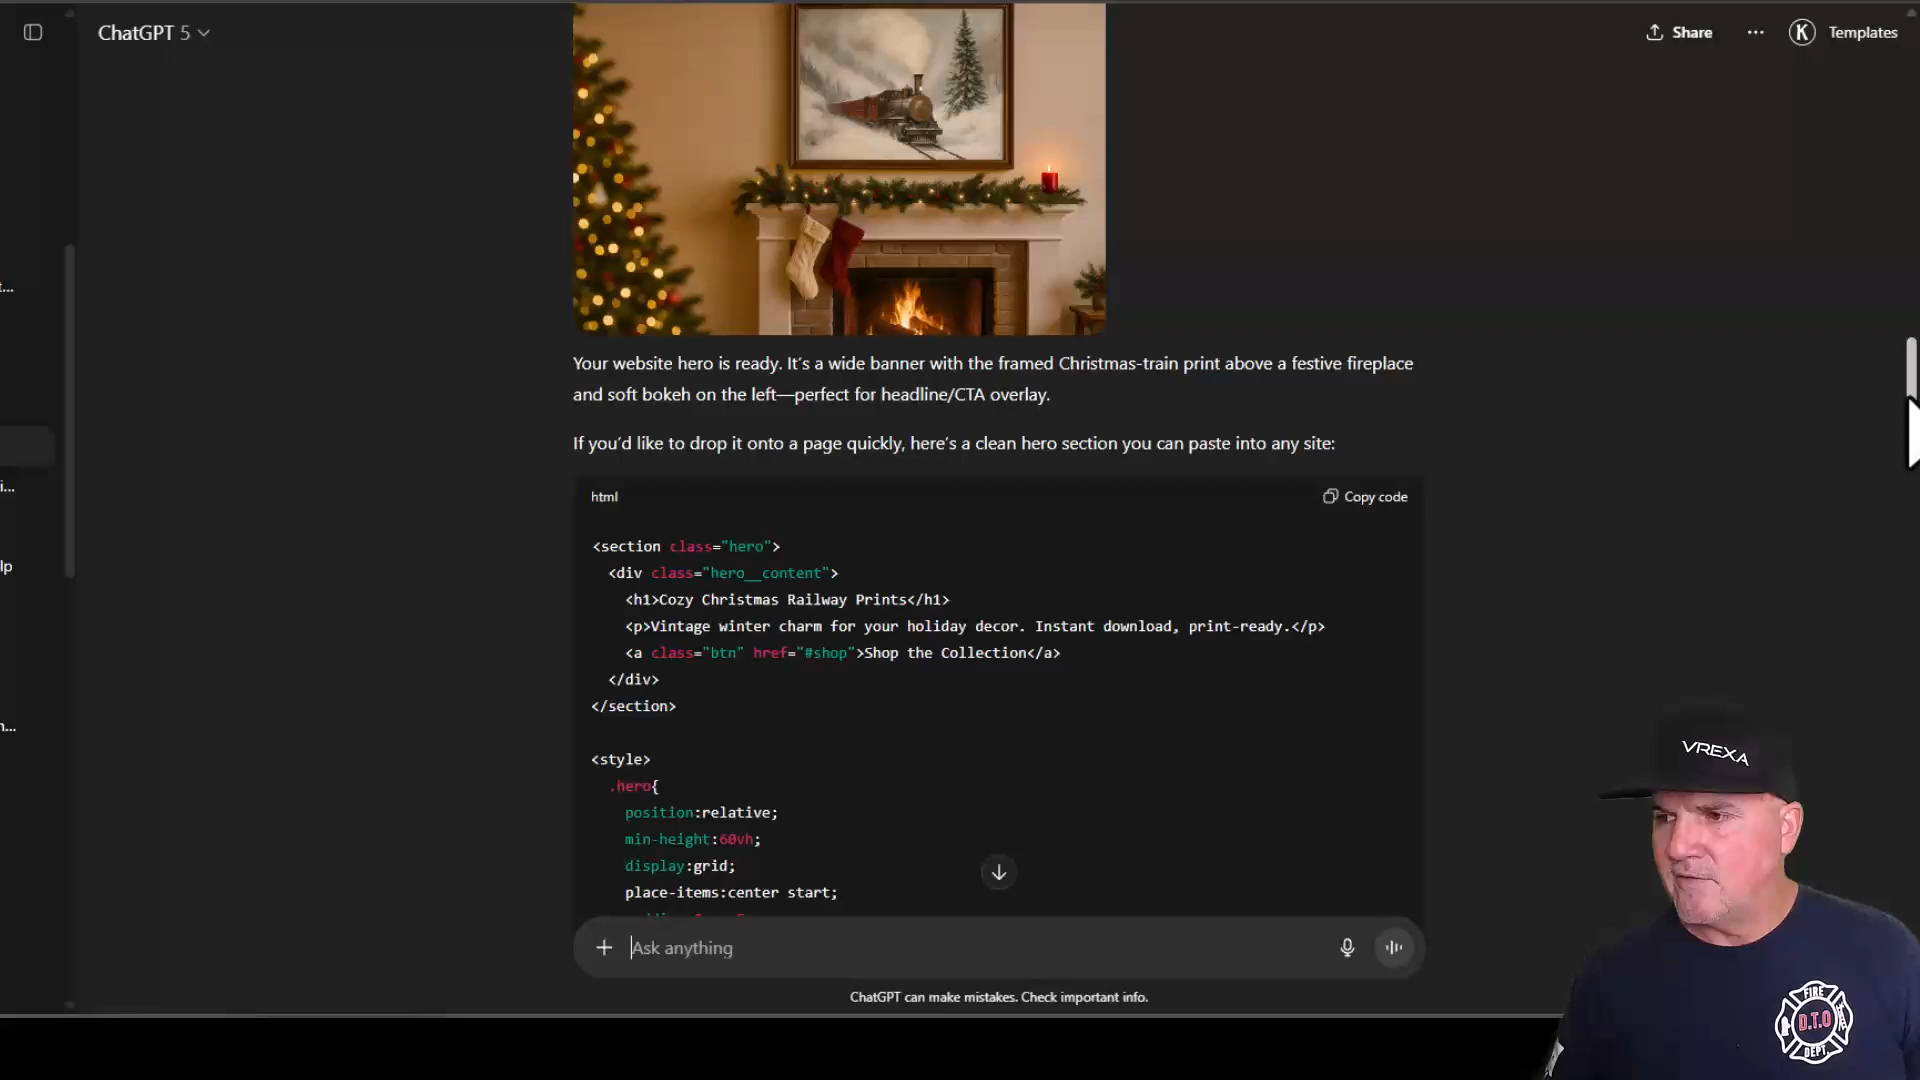 ChatGPT 5
Share
Templates
K
t...
i...
lp
n...
Your website hero is ready. It's a wide banner with the framed Christmas-train print above a festive fireplace
and soft bokeh on the left—perfect for headline/CTA overlay.
If you'd like to drop it onto a page quickly, here's a clean hero section you can paste into any site:
html
Copy code
<section class="hero">
<div class="hero__content">
<h1>Cozy Christmas Railway Prints</h1>
<p>Vintage winter charm for your holiday decor. Instant download, print-ready.</p>
<a class="btn" href="#shop">Shop the Collection</a>
</div>
</section>
<style>
.hero{
position:relative;
min-height:60vh;
display:grid;
place-items:center start;
Ask anything
ChatGPT can make mistakes. Check important info.
VREXA
FIRE
D.T.O
DEPT.